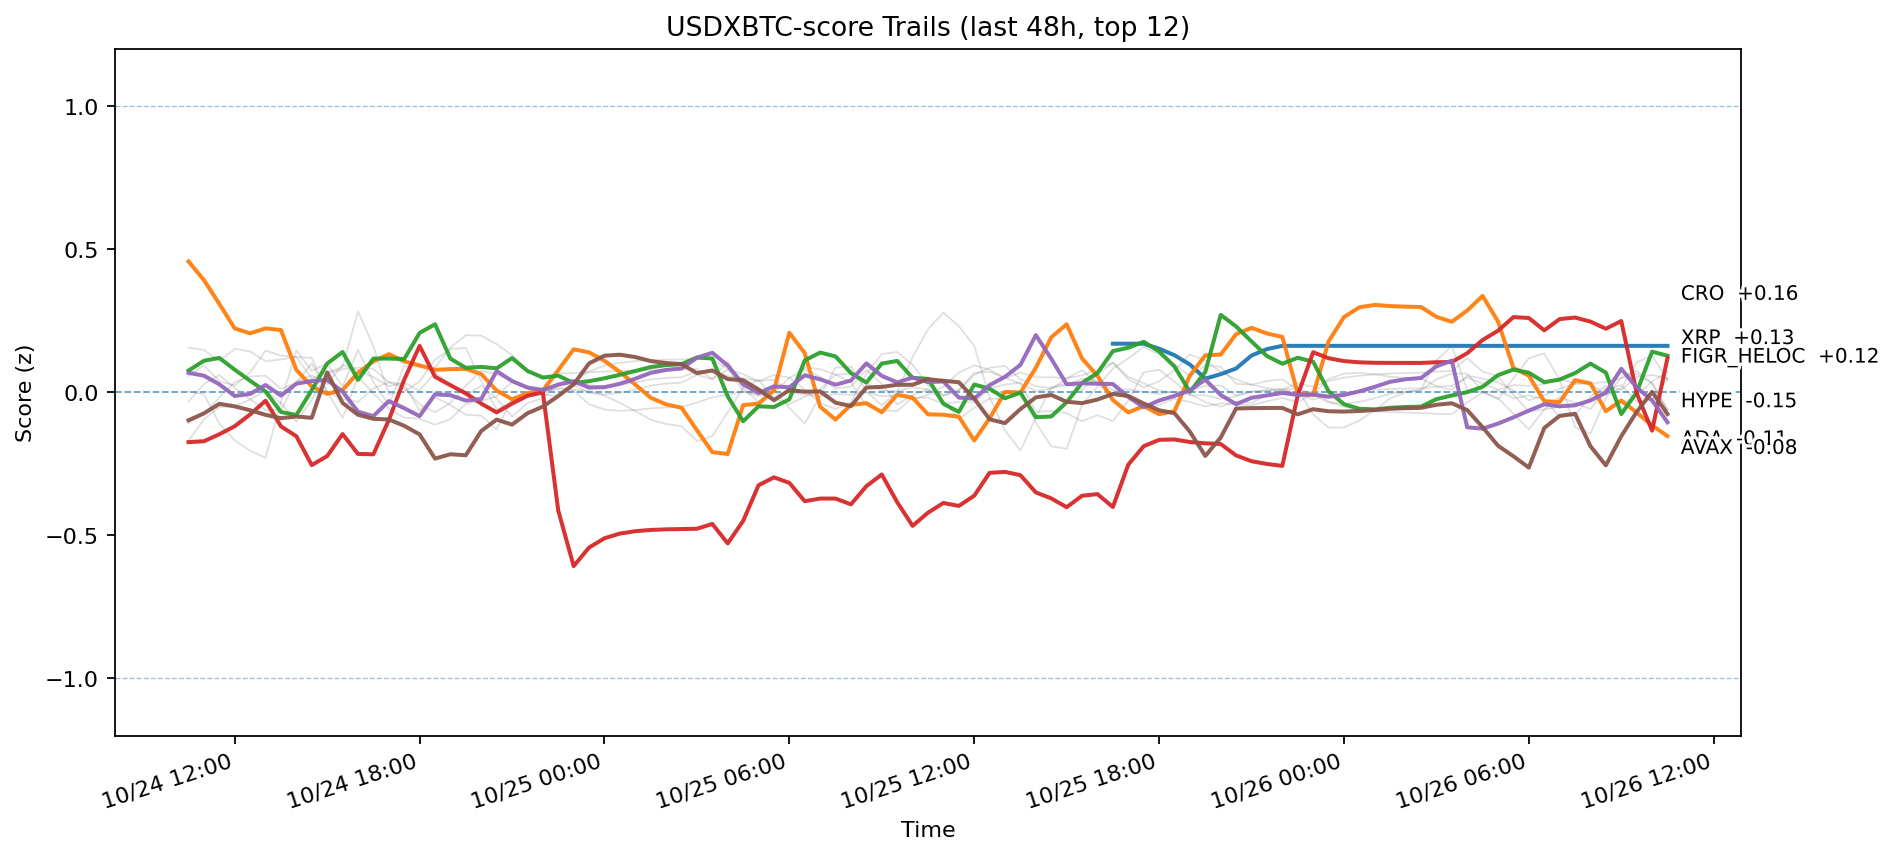 USDXBTC-score Trails (last 48h, top 12)
Score (z)
1.0
0.5
0.0
−0.5
−1.0
CRO +0.16
XRP +0.13
FIGR_HELOC +0.12
HYPE -0.15
ADA -0.11
AVAX -0.08
10/24 12:00
10/24 18:00
10/25 00:00
10/25 06:00
10/25 12:00
10/25 18:00
10/26 00:00
10/26 06:00
10/26 12:00
Time